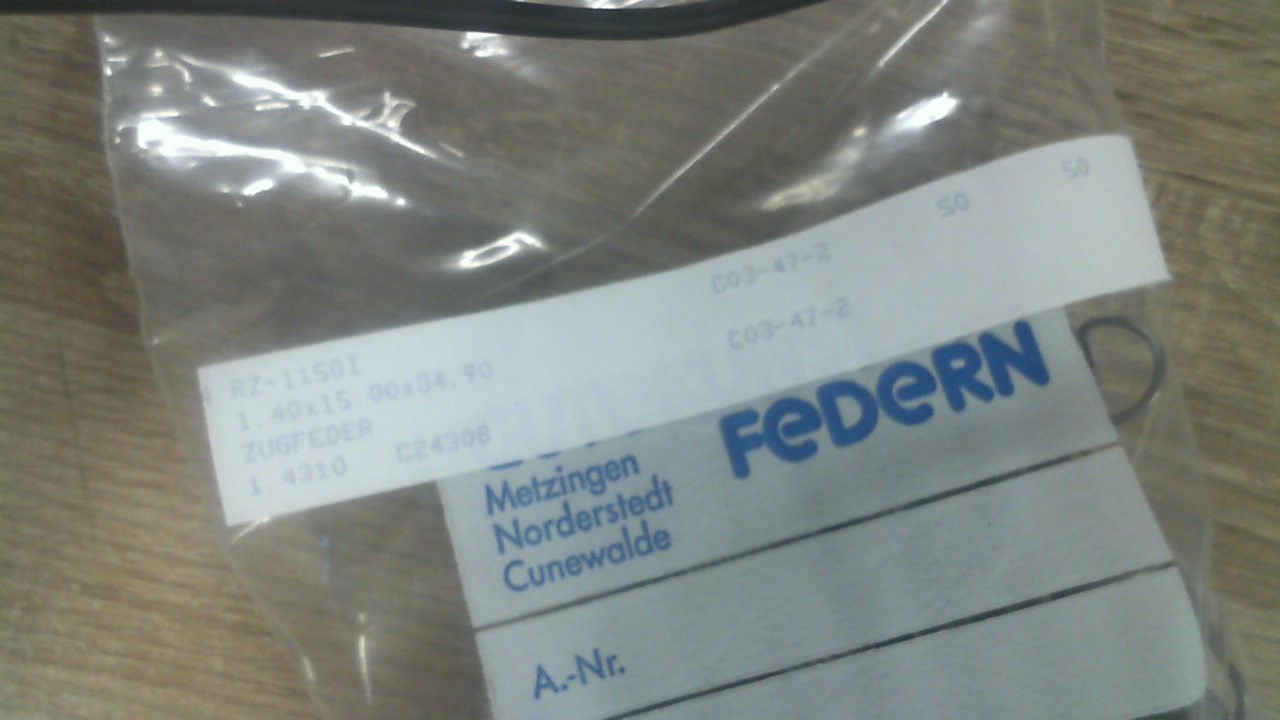 50
50
C03-47-2
C03-47-2
RZ-1150I
1.40x15.00x34.90
ZUGFEDER
1.4310 C24308
FEDERN
Metzingen
Norderstedt
Cunewalde
A.-Nr.